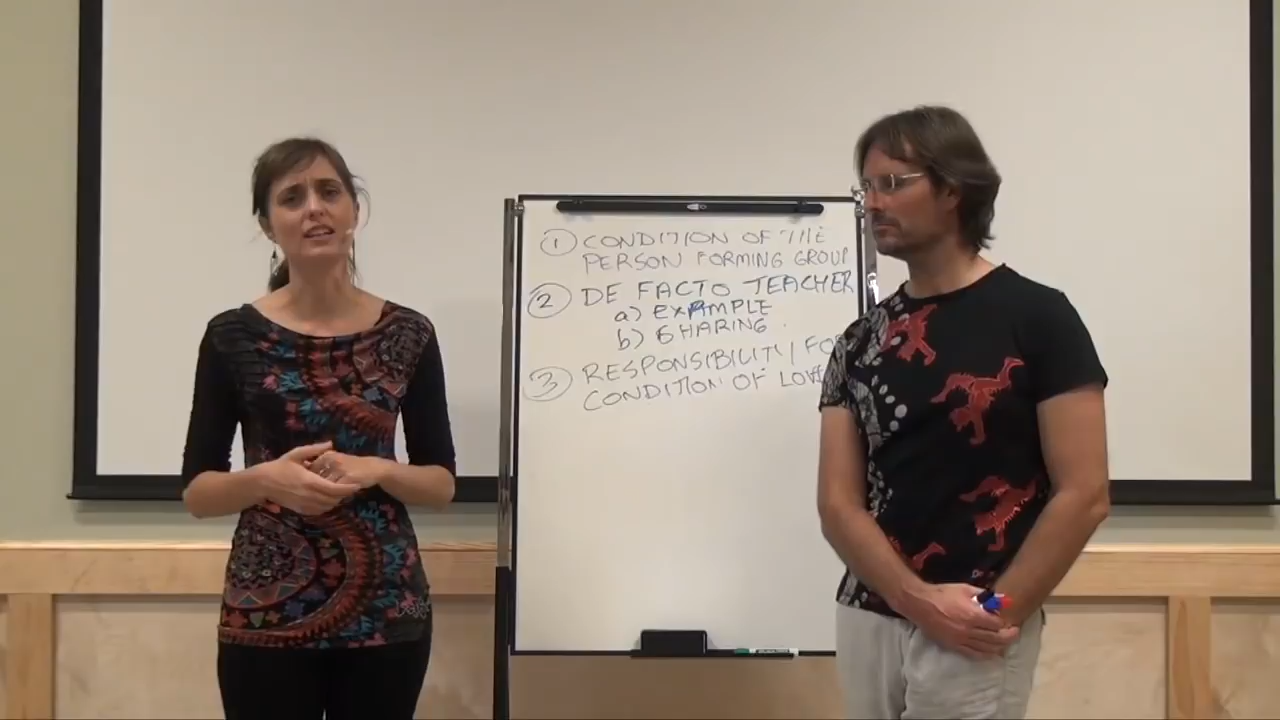 ① CONDITION OF THE
PERSON FORMING GROUP
② DE FACTO TEACHER
a) EXAMPLE
b) SHARING
③ RESPONSIBILITY / FOR
CONDITION OF LOVE